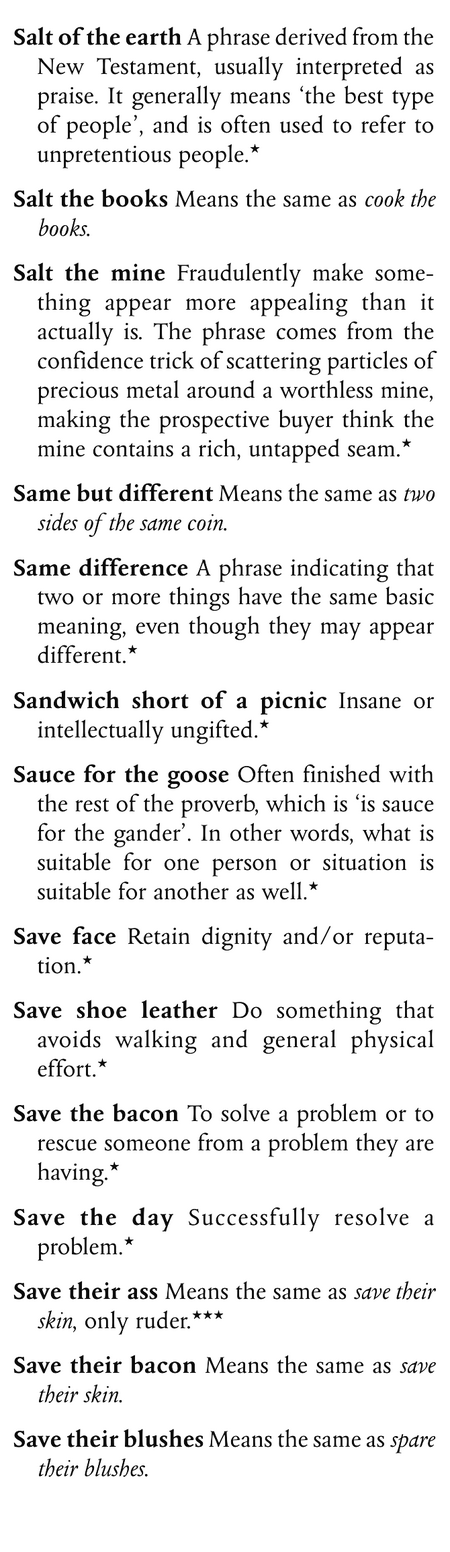 Salt of the earth A phrase derived from the
New Testament, usually interpreted as
praise. It generally means ‘the best type
of people’, and is often used to refer to
unpretentious people.★
Salt the books Means the same as cook the
books.
Salt the mine Fraudulently make some-
thing appear more appealing than it
actually is. The phrase comes from the
confidence trick of scattering particles of
precious metal around a worthless mine,
making the prospective buyer think the
mine contains a rich, untapped seam.★
Same but different Means the same as two
sides of the same coin.
Same difference A phrase indicating that
two or more things have the same basic
meaning, even though they may appear
different.★
Sandwich short of a picnic Insane or
intellectually ungifted.★
Sauce for the goose Often finished with
the rest of the proverb, which is ‘is sauce
for the gander’. In other words, what is
suitable for one person or situation is
suitable for another as well.★
Save face Retain dignity and/or reputa-
tion.★
Save shoe leather Do something that
avoids walking and general physical
effort.★
Save the bacon To solve a problem or to
rescue someone from a problem they are
having.★
Save the day Successfully resolve a
problem.★
Save their ass Means the same as save their
skin, only ruder.★★★
Save their bacon Means the same as save
their skin.
Save their blushes Means the same as spare
their blushes.